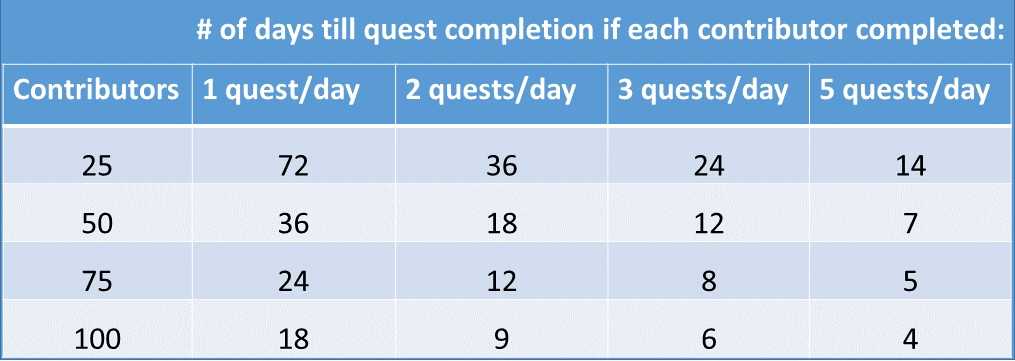 # of days till quest completion if each contributor completed:
Contributors 1 quest/day 2 quests/day 3 quests/day 5 quests/day
25 72 36 24 14
50 36 18 12 7
75 24 12 8 5
100 18 9 6 4